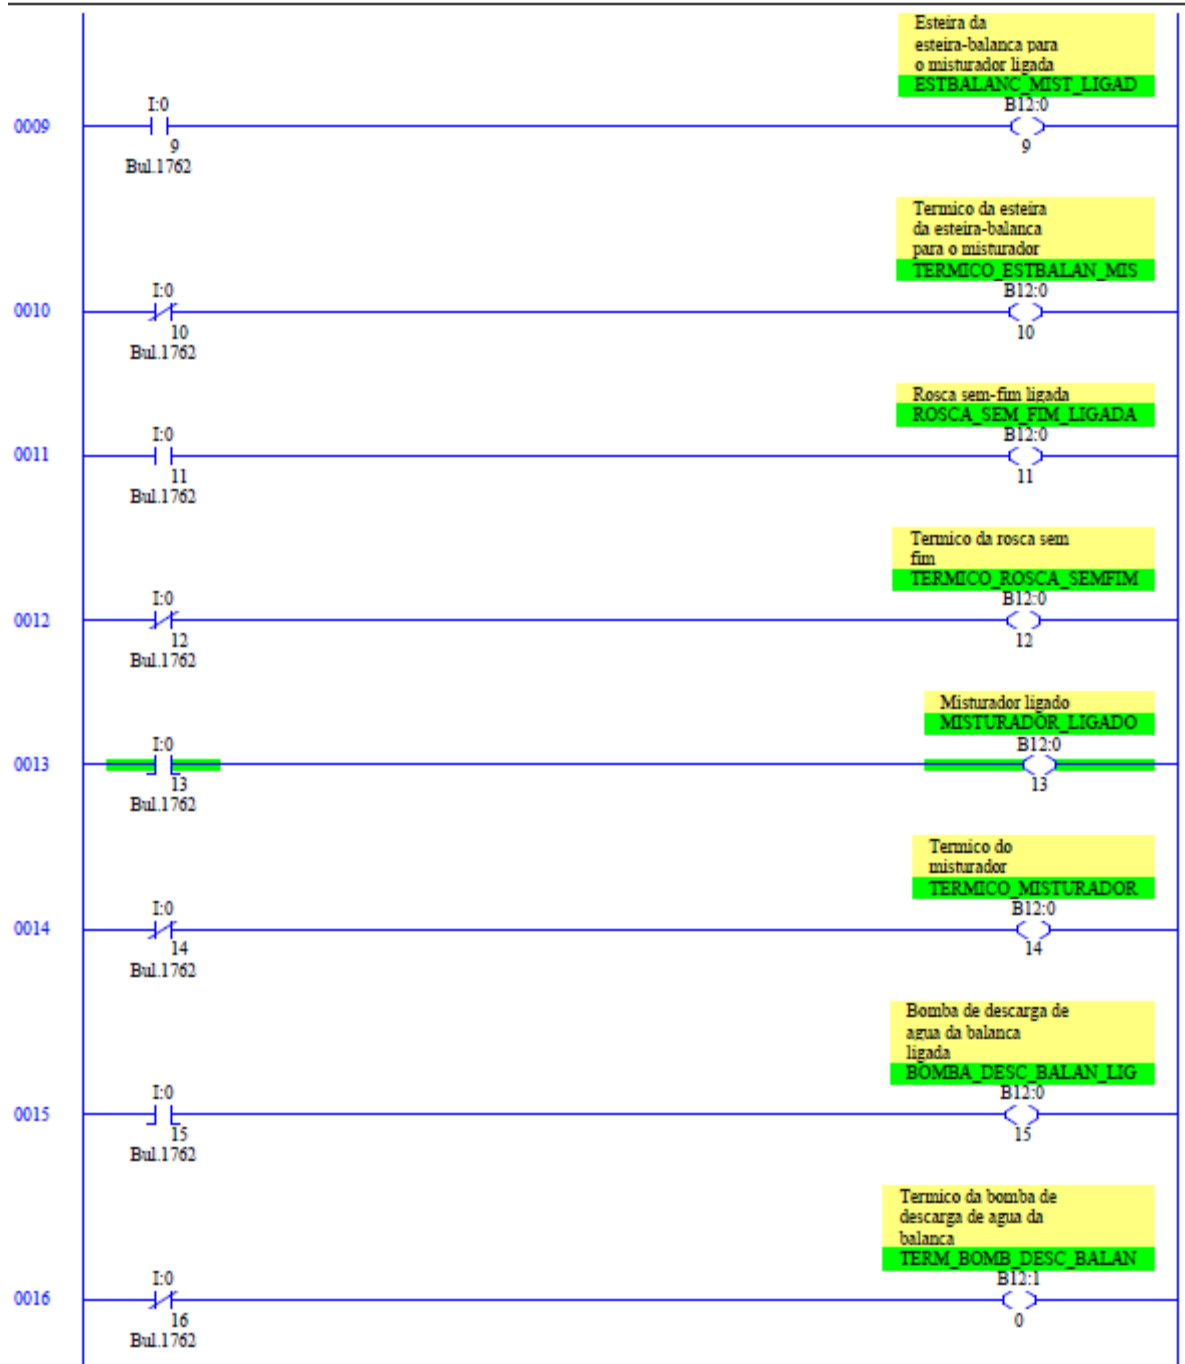 Esteira da
esteira-balanca para
o misturador ligada
ESTBALANC_MIST_LIGAD
I:0
B12:0
0009
9
9
Bul.1762
Termico da esteira
da esteira-balanca
para o misturador
TERMICO_ESTBALAN_MIS
I:0
B12:0
0010
10
10
Bul.1762
Rosca sem-fim ligada
ROSCA_SEM_FIM_LIGADA
I:0
B12:0
0011
11
11
Bul.1762
Termico da rosca sem
fim
TERMICO_ROSCA_SEMFIM
I:0
B12:0
0012
12
12
Bul.1762
Misturador ligado
MISTURADOR_LIGADO
I:0
B12:0
0013
13
13
Bul.1762
Termico do
misturador
TERMICO_MISTURADOR
I:0
B12:0
0014
14
14
Bul.1762
Bomba de descarga de
agua da balanca
ligada
BOMBA_DESC_BALAN_LIG
I:0
B12:0
0015
15
15
Bul.1762
Termico da bomba de
descarga de agua da
balanca
TERM_BOMB_DESC_BALAN
I:0
B12:1
0016
16
0
Bul.1762